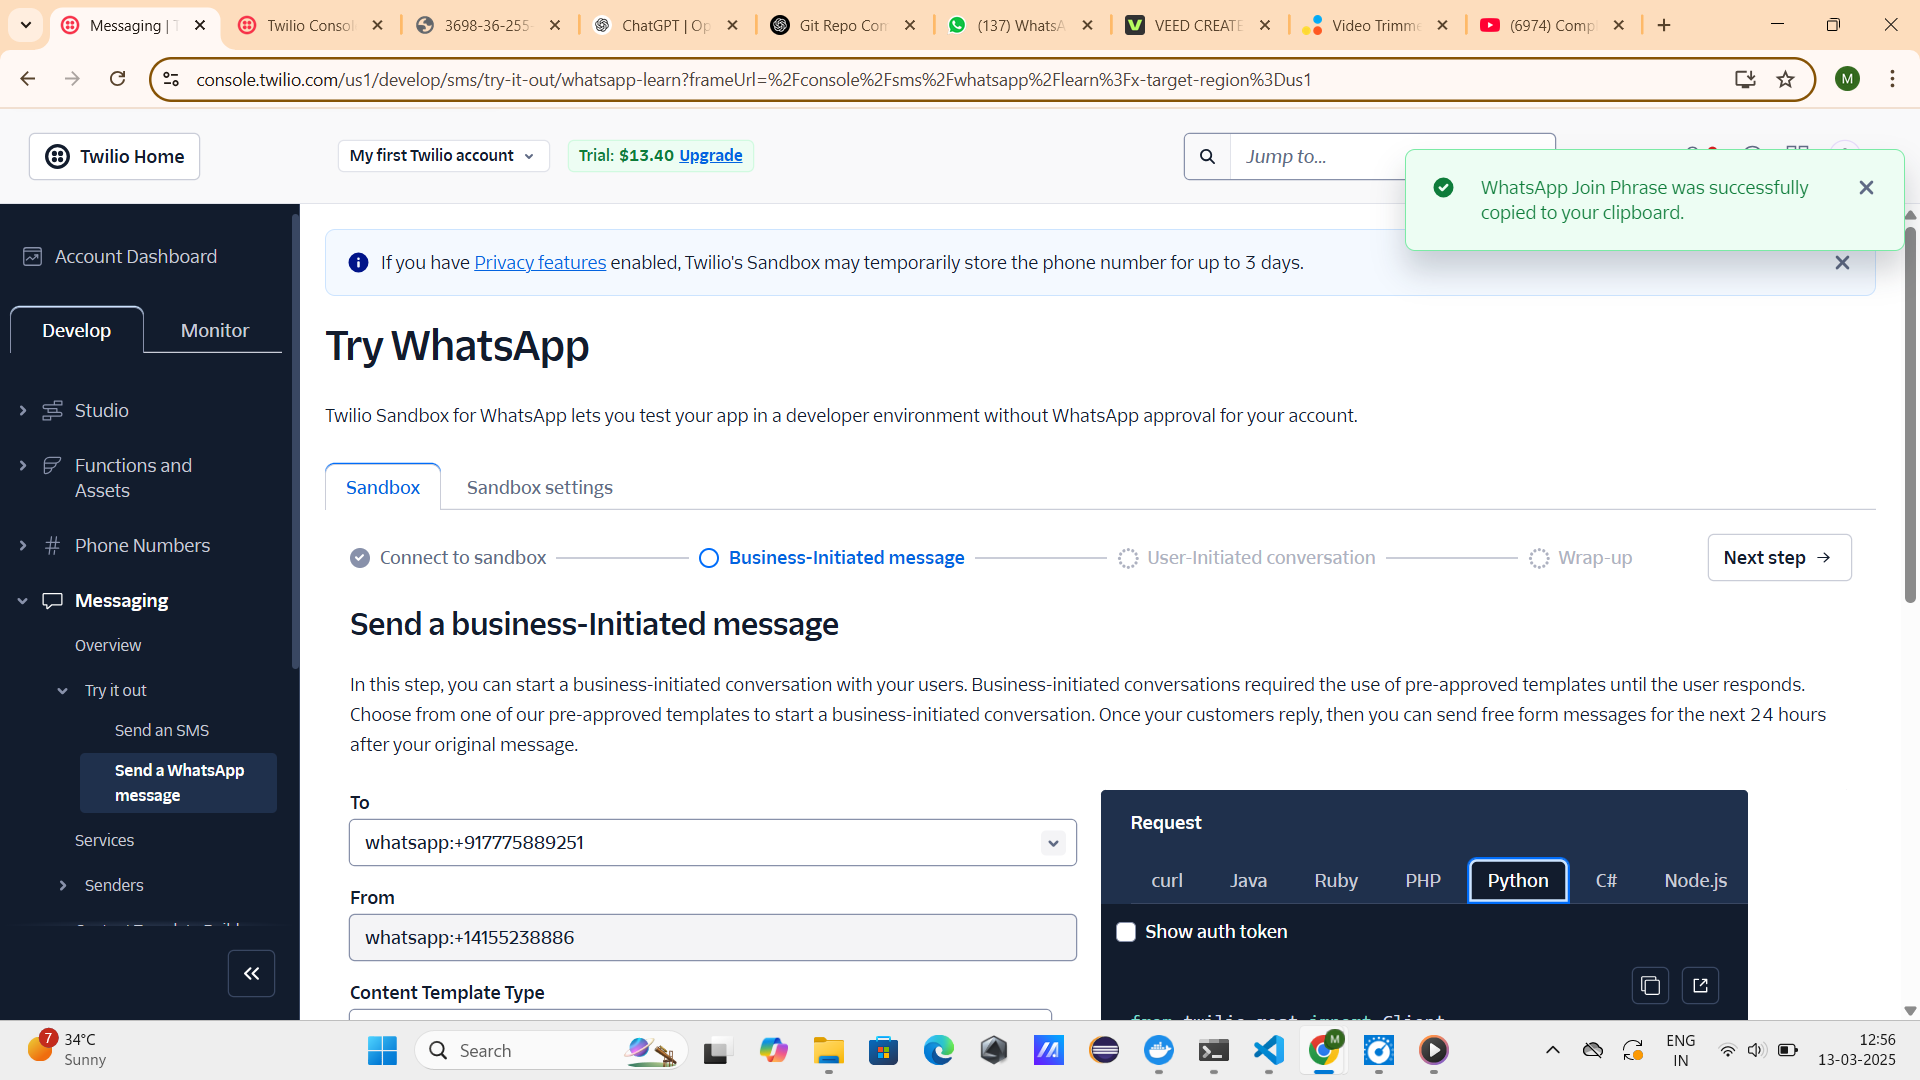 Messaging | T
Twilio Consol
3698-36-255-
ChatGPT | Op
Git Repo Con
(137) WhatsA
VEED CREATE
Video Trimme
(6974) Compl
console.twilio.com/us1/develop/sms/try-it-out/whatsapp-learn?frameUrl=%2Fconsole%2Fsms%2Fwhatsapp%2Flearn%3Fx-target-region%3Dus1
M
Twilio Home
My first Twilio account
Trial: $13.40 Upgrade
Jump to...
WhatsApp Join Phrase was successfully
copied to your clipboard.
Account Dashboard
Develop
Monitor
Studio
Functions and
Assets
Phone Numbers
Messaging
Overview
Try it out
Send an SMS
Send a WhatsApp
message
Services
Senders
If you have Privacy features enabled, Twilio's Sandbox may temporarily store the phone number for up to 3 days.
Try WhatsApp
Twilio Sandbox for WhatsApp lets you test your app in a developer environment without WhatsApp approval for your account.
Sandbox
Sandbox settings
Connect to sandbox
Business-Initiated message
User-Initiated conversation
Wrap-up
Next step
Send a business-Initiated message
In this step, you can start a business-initiated conversation with your users. Business-initiated conversations required the use of pre-approved templates until the user responds.
Choose from one of our pre-approved templates to start a business-initiated conversation. Once your customers reply, then you can send free form messages for the next 24 hours
after your original message.
To
whatsapp:+917775889251
From
whatsapp:+14155238886
Content Template Type
Request
curl
Java
Ruby
PHP
Python
C#
Node.js
Show auth token
from twilio.rest import Client
7
34°C
Sunny
Search
M
ENG
IN
12:56
13-03-2025